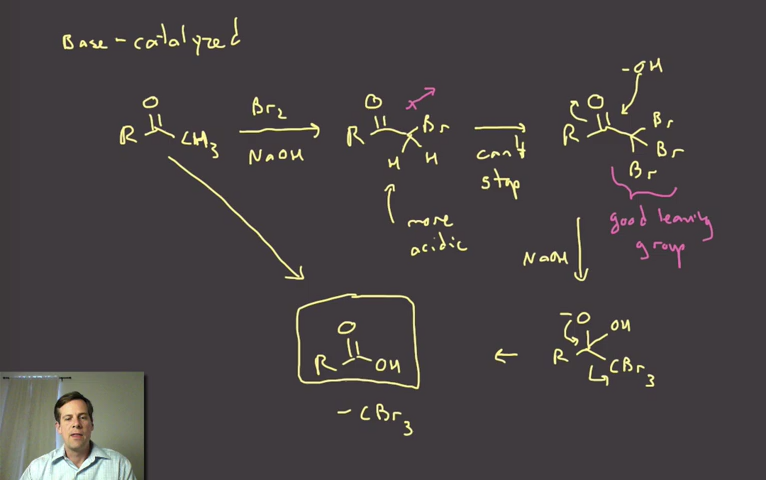 Base-catalyzed
O
R CH3
Br2
NaOH
O
R Br
H H
more
acidic
can't
stop
-OH
O
R Br
Br
Br
good leaving
group
NaOH
-O OH
R CBr3
O
R OH
-CBr3